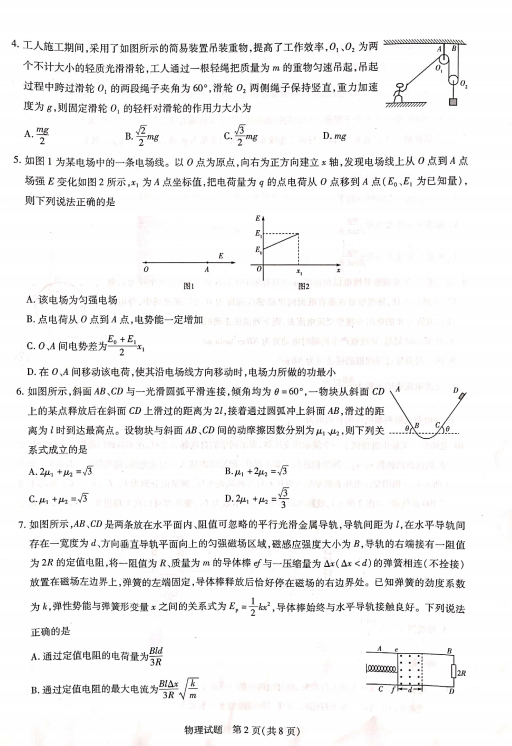 4. 工人施工期间,采用了如图所示的简易装置吊装重物,提高了工作效率,O₁、O₂ 为两
个不计大小的轻质光滑滑轮,工人通过一根轻绳把质量为 m 的重物匀速吊起,吊起
过程中跨过滑轮 O₁ 的两段绳子夹角为 60°,滑轮 O₂ 两侧绳子保持竖直,重力加速
度为 g,则固定滑轮 O₁ 的轻杆对滑轮的作用力大小为
A B
O₁
O₂
A. mg/2 B. √2/2 mg C. √3/2 mg D. mg
5. 如图 1 为某电场中的一条电场线。以 O 点为原点,向右为正方向建立 x 轴,发现电场线上从 O 点到 A 点
场强 E 变化如图 2 所示,x₁ 为 A 点坐标值,把电荷量为 q 的点电荷从 O 点移到 A 点(E₀、E₁ 为已知量),
则下列说法正确的是
E
E₁
E₀
O x₁ x
O A E
图1 图2
A. 该电场为匀强电场
B. 点电荷从 O 点到 A 点,电势能一定增加
C. O、A 间电势差为 (E₀+E₁)/2 x₁
D. 在 O、A 间移动该电荷,使其沿电场线方向移动时,电场力所做的功最小
6. 如图所示,斜面 AB、CD 与一光滑圆弧平滑连接,倾角均为 θ=60°,一物块从斜面 CD
上的某点释放后在斜面 CD 上滑过的距离为 2l,接着通过圆弧冲上斜面 AB,滑过的距
离为 l 时到达最高点。设物块与斜面 AB、CD 间的动摩擦因数分别为 μ₁、μ₂,则下列关
系式成立的是
A D
θ B C θ
A. 2μ₁+μ₂=√3 B. μ₁+2μ₂=√3
C. μ₁+μ₂=√3 D. 2μ₁+μ₂=√3/3
7. 如图所示,AB、CD 是两条放在水平面内、阻值可忽略的平行光滑金属导轨,导轨间距为 l,在水平导轨间
存在一宽度为 d、方向垂直导轨平面向上的匀强磁场区域,磁感应强度大小为 B,导轨的右端接有一阻值
为 2R 的定值电阻,将一阻值为 R、质量为 m 的导体棒 ef 与一压缩量为 Δx(Δx<d)的弹簧相连(不拴接)
放置在磁场左边界上,弹簧的左端固定,导体棒释放后恰好停在磁场的右边界处。已知弹簧的劲度系数
为 k,弹性势能与弹簧形变量 x 之间的关系式为 Eₚ=1/2 kx²,导体棒始终与水平导轨接触良好。下列说法
正确的是
A. 通过定值电阻的电荷量为 Bld/3R
B. 通过定值电阻的最大电流为 BlΔx/3R √(k/m)
A e B
2R
C f d D
物理试题 第 2 页(共 8 页)